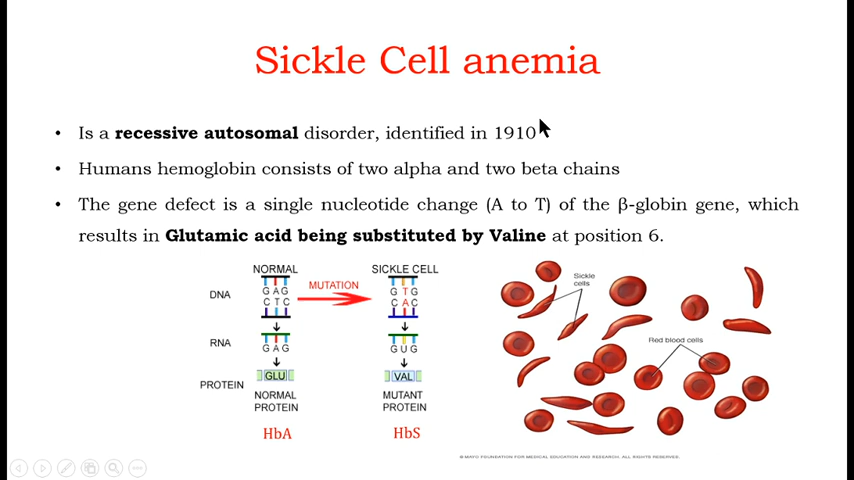 Sickle Cell anemia
• Is a recessive autosomal disorder, identified in 1910
• Humans hemoglobin consists of two alpha and two beta chains
• The gene defect is a single nucleotide change (A to T) of the β-globin gene, which
results in Glutamic acid being substituted by Valine at position 6.
NORMAL
SICKLE CELL
MUTATION
DNA
G A G
C T C
G T G
C A C
RNA
G A G
G U G
PROTEIN
GLU
VAL
NORMAL
PROTEIN
MUTANT
PROTEIN
HbA
HbS
Sickle
cells
Red blood cells
© MAYO FOUNDATION FOR MEDICAL EDUCATION AND RESEARCH. ALL RIGHTS RESERVED.